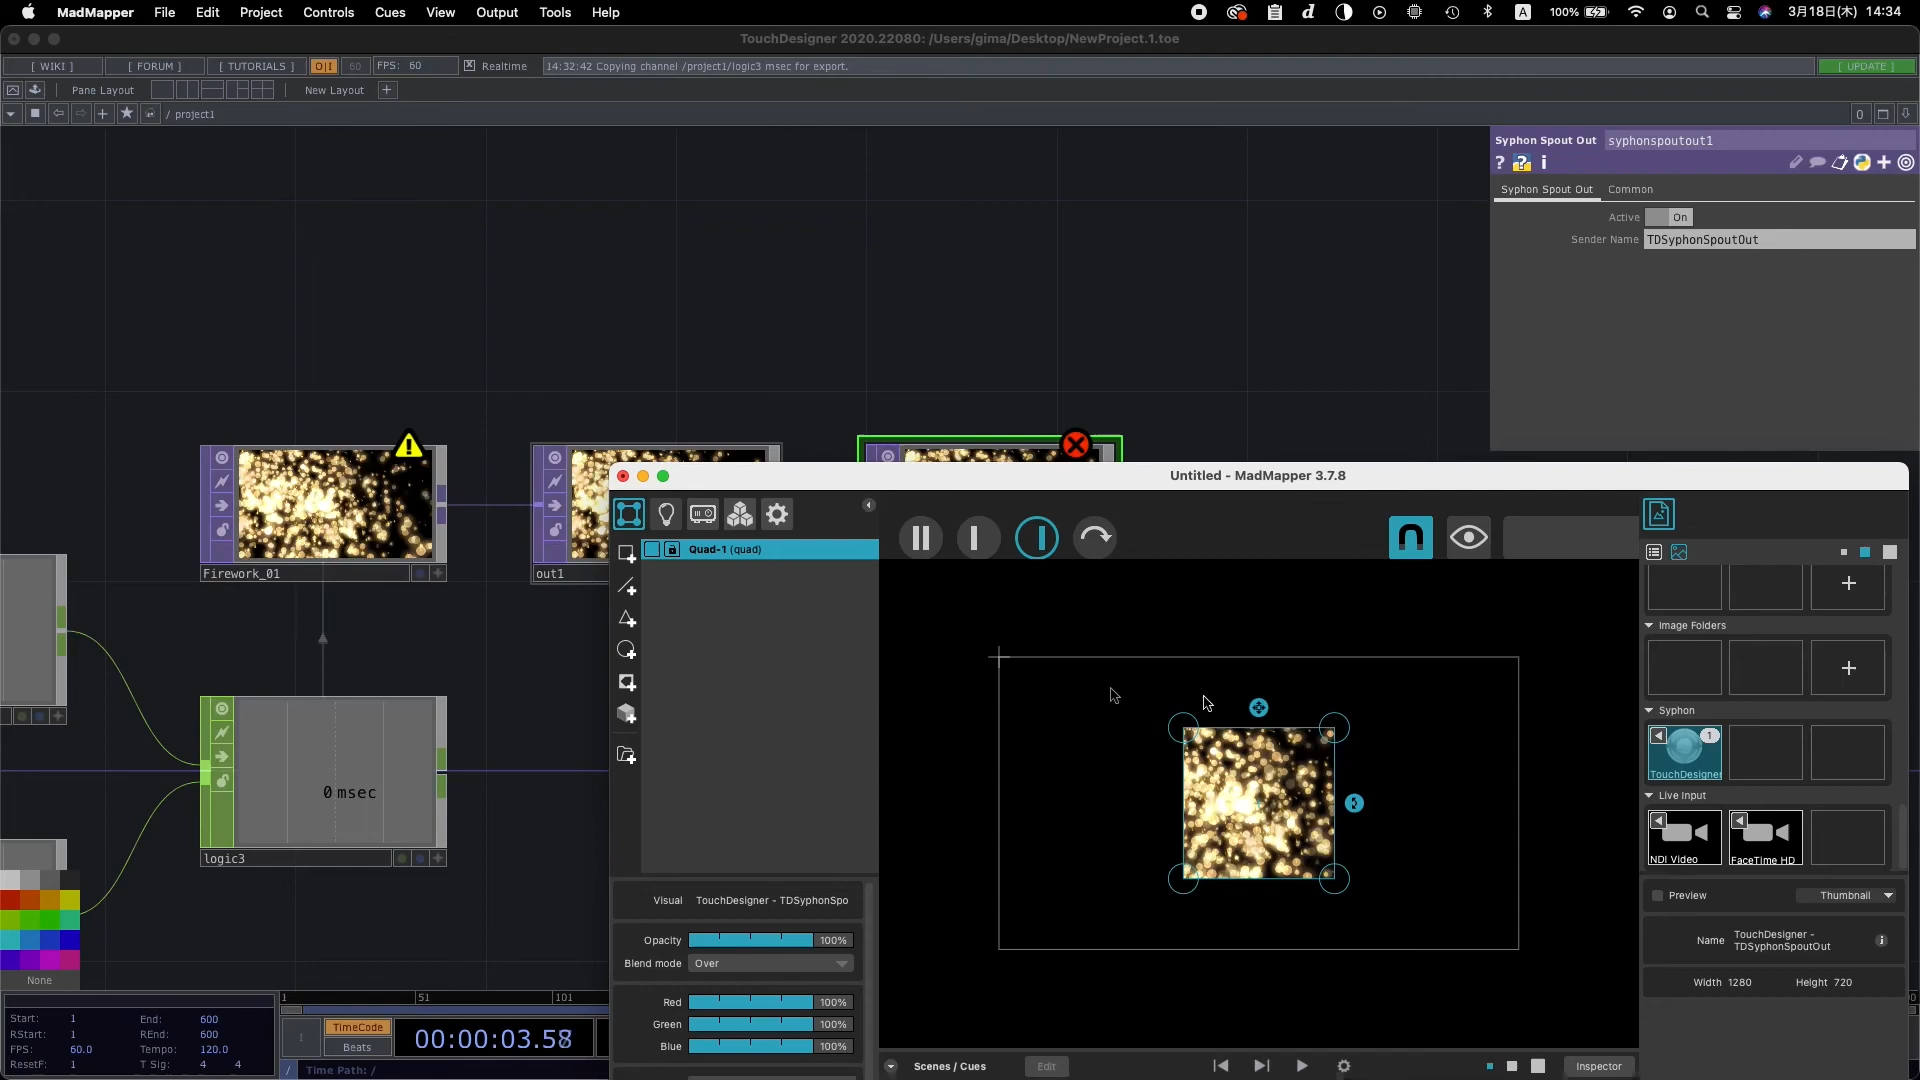 MadMapper File Edit Project Controls Cues View Output Tools Help
100% 3月18日(木) 14:34
TouchDesigner 2020.22080: /Users/gima/Desktop/NewProject.1.toe
[ WIKI ] [ FORUM ] [ TUTORIALS ] O|I 60 FPS: 60 Realtime 14:32:42 Copying channel /project1/logic3 msec for export. [ UPDATE ]
Pane Layout New Layout +
/ project1 0
Syphon Spout Out syphonspoutout1
? ? i
Syphon Spout Out Common
Active On
Sender Name TDSyphonSpoutOut
Firework_01
out1
0 msec
logic3
None
Start: 1 End: 600
RStart: 1 REnd: 600
FPS: 60.0 Tempo: 120.0
ResetF: 1 T Sig: 4 4
1 51 101
TimeCode
Beats
00:00:03.58
/ Time Path: /
Untitled - MadMapper 3.7.8
Quad-1 (quad)
Visual TouchDesigner - TDSyphonSpo
Opacity 100%
Blend mode Over
Red 100%
Green 100%
Blue 100%
Scenes / Cues Edit Inspector
Image Folders
Syphon
1
TouchDesigner
Live Input
NDI Video
FaceTime HD
Preview Thumbnail
Name TouchDesigner -
TDSyphonSpoutOut
Width 1280 Height 720